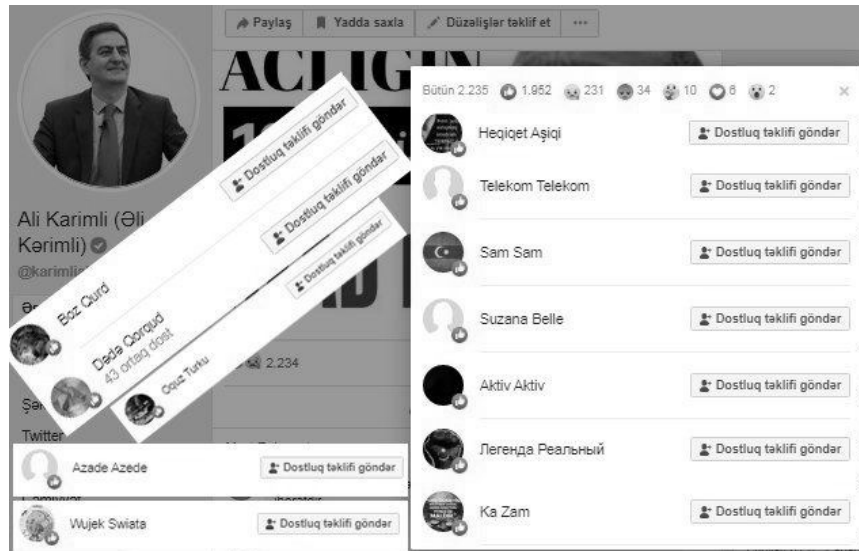 Paylaş
Yadda saxla
Düzəlişlər təklif et
ACLIGIN
Ali Karimli (Əli
Kərimli)
Boz Qurd
Dostluq təklifi göndər
Dədə Qorqud
43 ortaq dost
Dostluq təklifi göndər
Oquz Turku
Dostluq təklifi göndər
2.234
Twitter
Azade Azede
Dostluq təklifi göndər
Wujek Swiata
Dostluq təklifi göndər
Bütün 2.235 1.952 231 34 10 6 2
Heqiqet Aşiqi
Dostluq təklifi göndər
Telekom Telekom
Dostluq təklifi göndər
Sam Sam
Dostluq təklifi göndər
Suzana Belle
Dostluq təklifi göndər
Aktiv Aktiv
Dostluq təklifi göndər
Легенда Реальный
Dostluq təklifi göndər
Ka Zam
Dostluq təklifi göndər